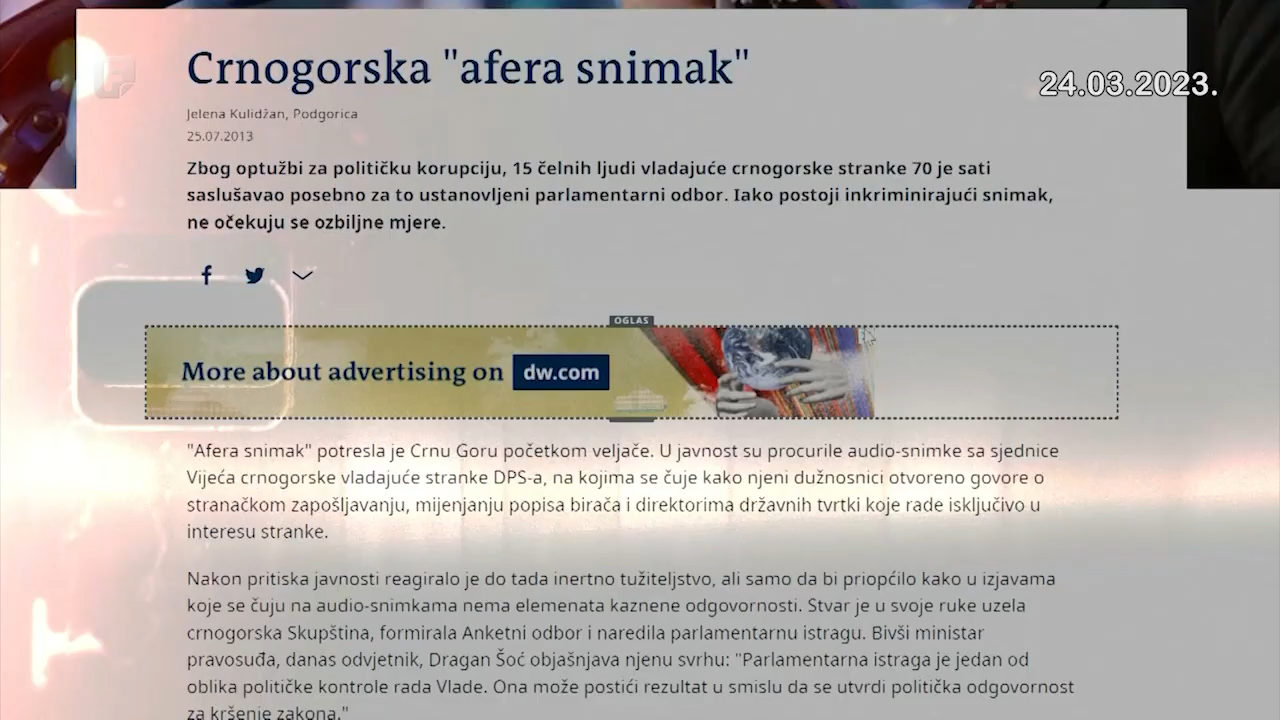 Crnogorska "afera snimak"
24.03.2023.
Jelena Kulidžan, Podgorica
25.07.2013
Zbog optužbi za političku korupciju, 15 čelnih ljudi vladajuće crnogorske stranke 70 je sati
saslušavao posebno za to ustanovljeni parlamentarni odbor. Iako postoji inkriminirajući snimak,
ne očekuju se ozbiljne mjere.
OGLAS
More about advertising on dw.com
"Afera snimak" potresla je Crnu Goru početkom veljače. U javnost su procurile audio-snimke sa sjednice
Vijeća crnogorske vladajuće stranke DPS-a, na kojima se čuje kako njeni dužnosnici otvoreno govore o
stranačkom zapošljavanju, mijenjanju popisa birača i direktorima državnih tvrtki koje rade isključivo u
interesu stranke.
Nakon pritiska javnosti reagiralo je do tada inertno tužiteljstvo, ali samo da bi priopćilo kako u izjavama
koje se čuju na audio-snimkama nema elemenata kaznene odgovornosti. Stvar je u svoje ruke uzela
crnogorska Skupština, formirala Anketni odbor i naredila parlamentarnu istragu. Bivši ministar
pravosuđa, danas odvjetnik, Dragan Šoć objašnjava njenu svrhu: "Parlamentarna istraga je jedan od
oblika političke kontrole rada Vlade. Ona može postići rezultat u smislu da se utvrdi politička odgovornost
za kršenje zakona."